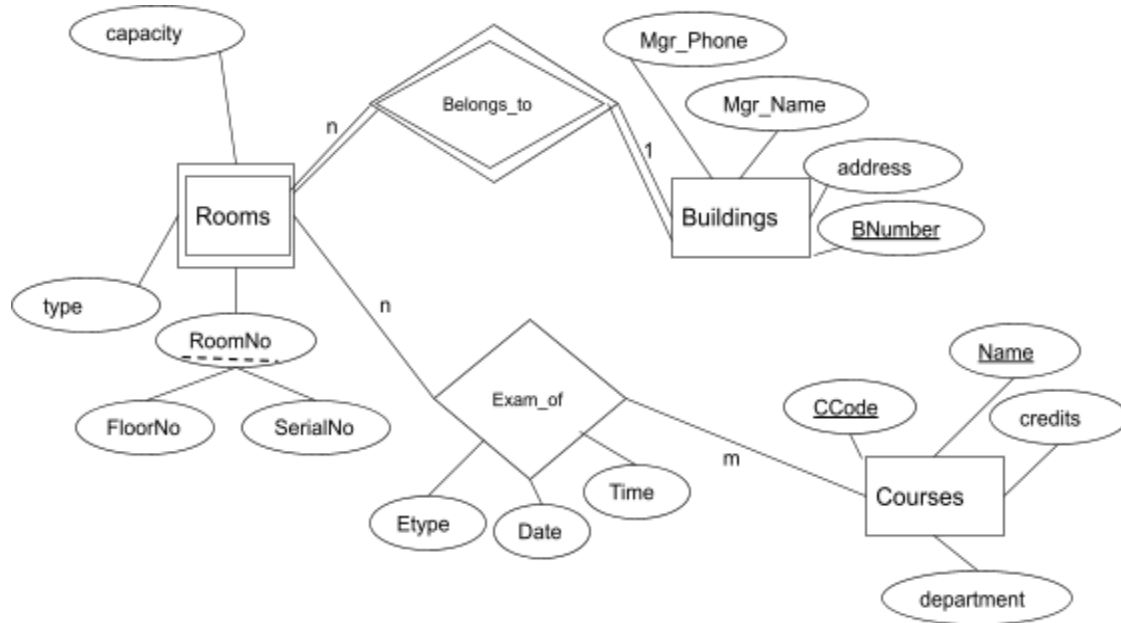 capacity
Mgr_Phone
Belongs_to
Mgr_Name
n
1
address
Rooms
Buildings
BNumber
type
n
RoomNo
Name
Exam_of
CCode
credits
FloorNo
SerialNo
m
Time
Courses
Etype
Date
department